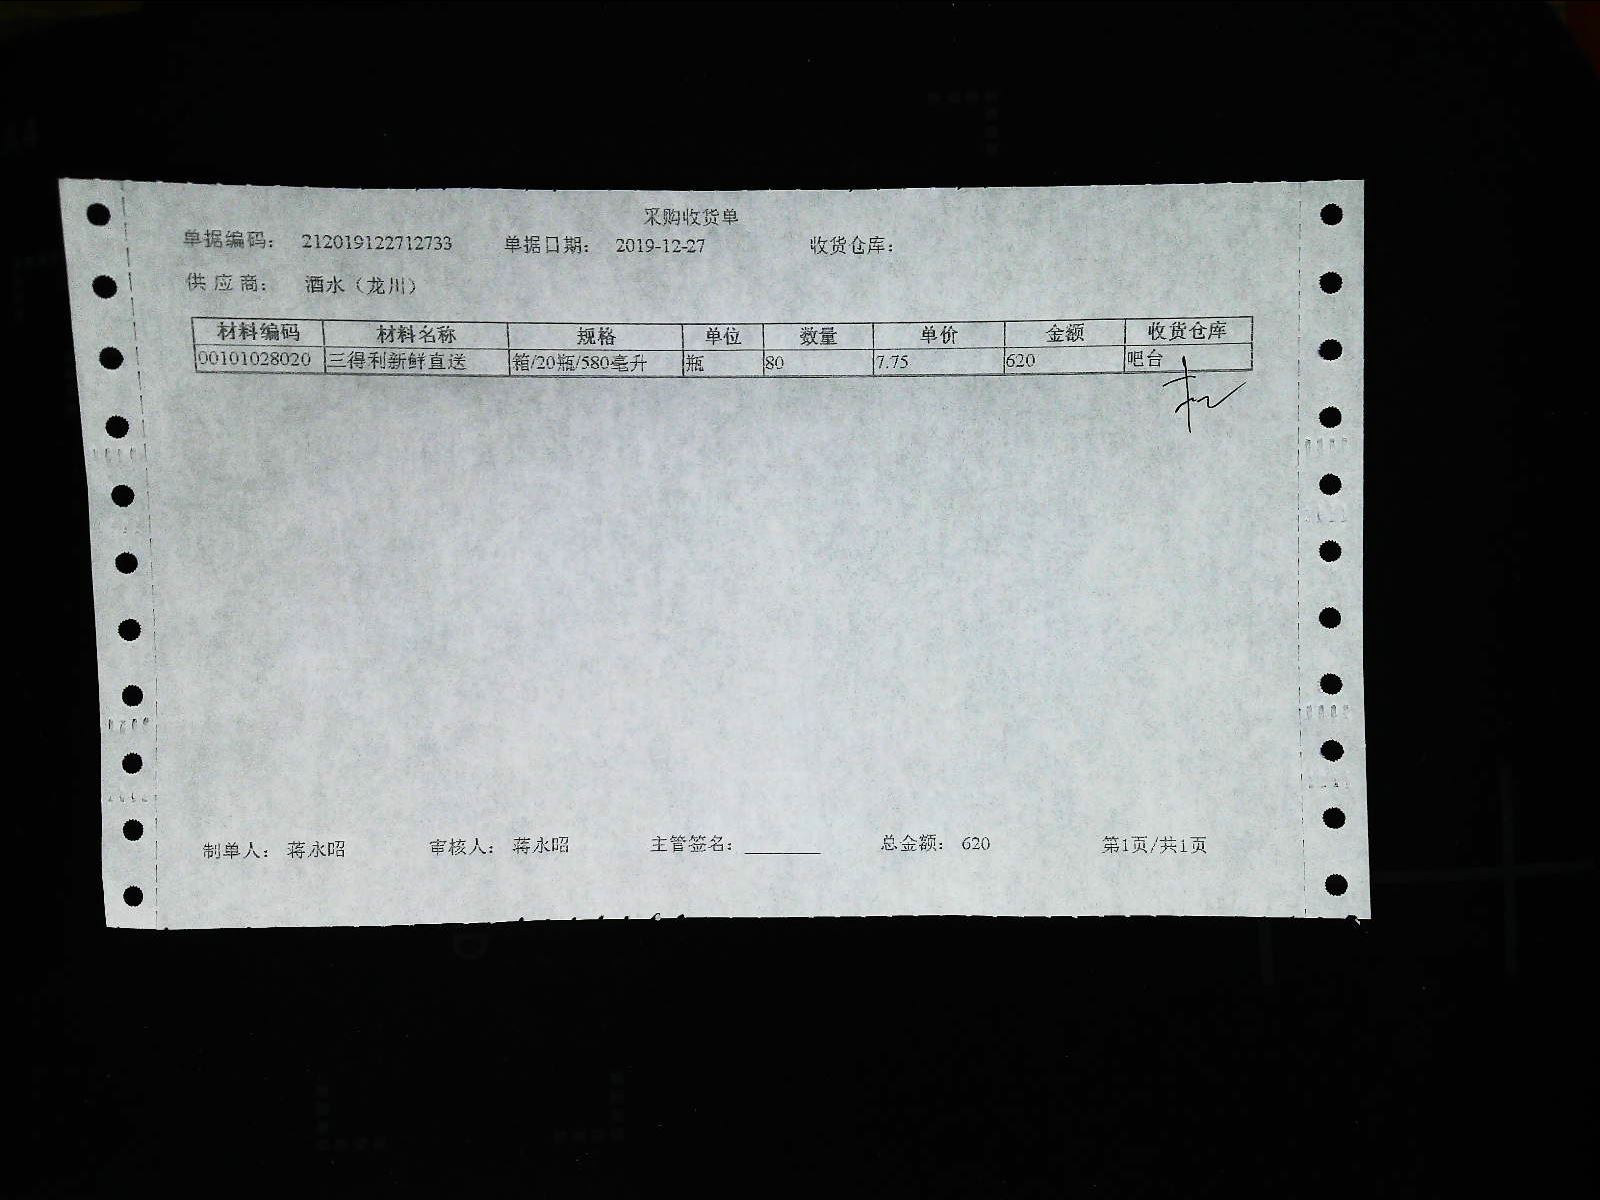 采购收货单
单据编码： 212019122712733 单据日期： 2019-12-27 收货仓库：
供应商： 酒水（龙川）
材料编码 材料名称 规格 单位 数量 单价 金额 收货仓库
00101028020 三得利新鲜直送 箱/20瓶/580毫升 瓶 80 7.75 620 吧台
制单人： 蒋永昭 审核人： 蒋永昭 主管签名： 总金额： 620 第1页/共1页